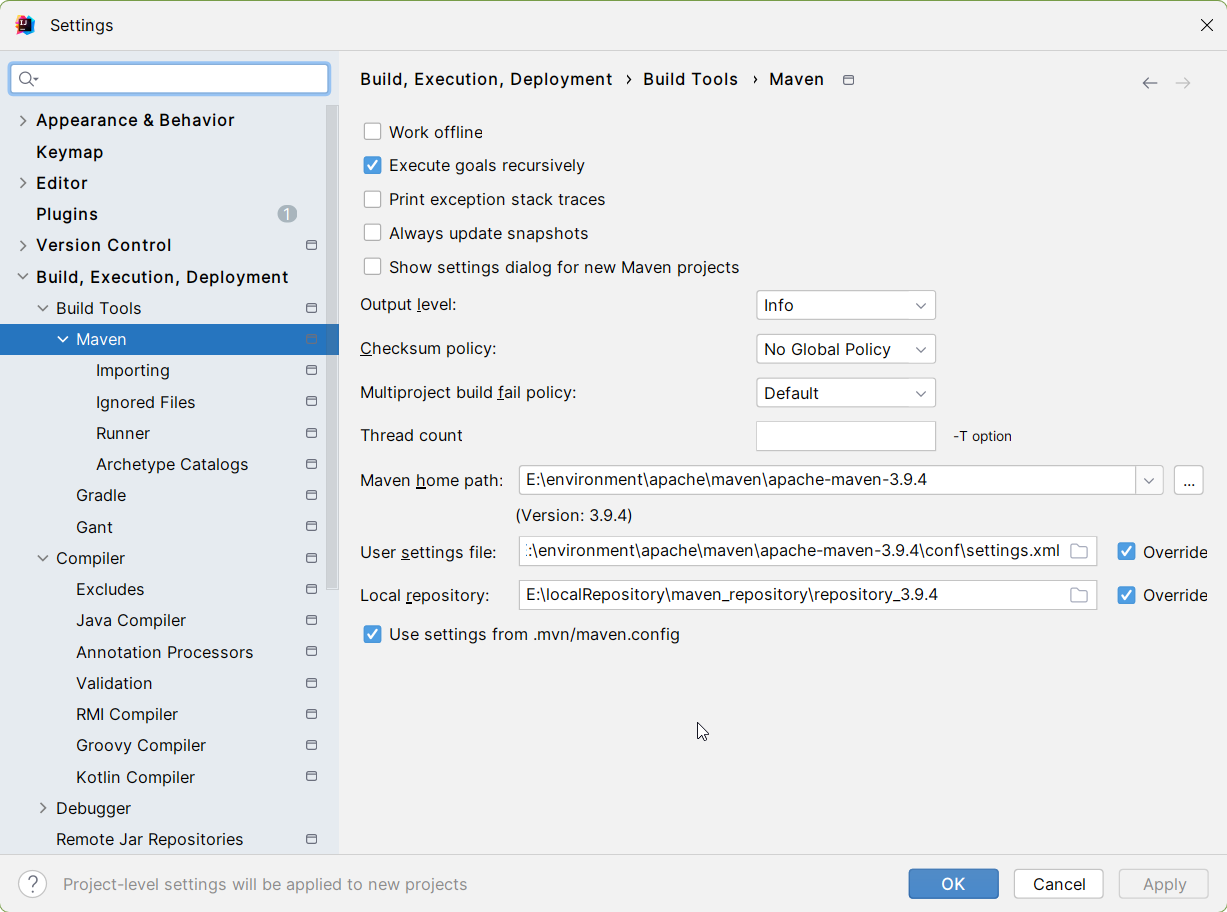 Settings
Build, Execution, Deployment › Build Tools › Maven
Appearance & Behavior
Keymap
Editor
Plugins 1
Version Control
Build, Execution, Deployment
Build Tools
Maven
Importing
Ignored Files
Runner
Archetype Catalogs
Gradle
Gant
Compiler
Excludes
Java Compiler
Annotation Processors
Validation
RMI Compiler
Groovy Compiler
Kotlin Compiler
Debugger
Remote Jar Repositories
Work offline
Execute goals recursively
Print exception stack traces
Always update snapshots
Show settings dialog for new Maven projects
Output level: Info
Checksum policy: No Global Policy
Multiproject build fail policy: Default
Thread count -T option
Maven home path: E:\environment\apache\maven\apache-maven-3.9.4 ...
(Version: 3.9.4)
User settings file: :\environment\apache\maven\apache-maven-3.9.4\conf\settings.xml Override
Local repository: E:\localRepository\maven_repository\repository_3.9.4 Override
Use settings from .mvn/maven.config
? Project-level settings will be applied to new projects
OK Cancel Apply